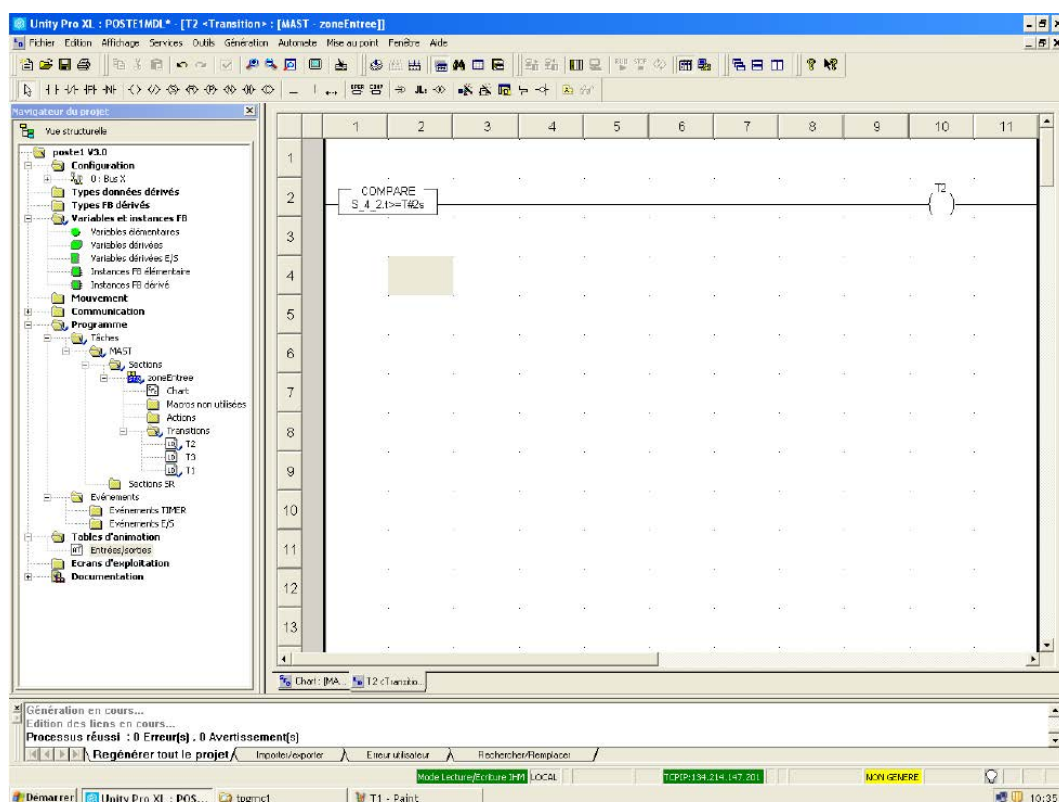 Unity Pro XL : POSTE1MDL* - [T2 <Transition> : [MAST - zoneEntree]]
Fichier Edition Affichage Services Outils Génération Automate Mise au point Fenêtre Aide
Navigateur du projet
Vue structurelle
poste1 V3.0
Configuration
0 : Bus X
Types données dérivés
Types FB dérivés
Variables et instances FB
Variables élémentaires
Variables dérivées
Variables dérivées E/S
Instances FB élémentaire
Instances FB dérivé
Mouvement
Communication
Programme
Tâches
MAST
Sections
zoneEntree
Chart
Macros non utilisées
Actions
Transitions
T2
T3
T1
Sections SR
Evénements
Evénements TIMER
Evénements E/S
Tables d'animation
Entrées/sorties
Ecrans d'exploitation
Documentation
1 2 3 4 5 6 7 8 9 10 11
1
2
3
4
5
6
7
8
9
10
11
12
13
COMPARE
S_4_2.t>=T#2s
T2
Chart : [MA... T2 <Transitio...
Génération en cours...
Edition des liens en cours...
Processus réussi : 0 Erreur(s) , 0 Avertissement(s)
Regénérer tout le projet Importer/exporter Erreur utilisateur Rechercher/Remplacer
Mode Lecture/Ecriture IHM LOCAL TCPIP:134.214.147.201 NON GENERE
Démarrer Unity Pro XL : POS... tpgmc1 T1 - Paint 10:35